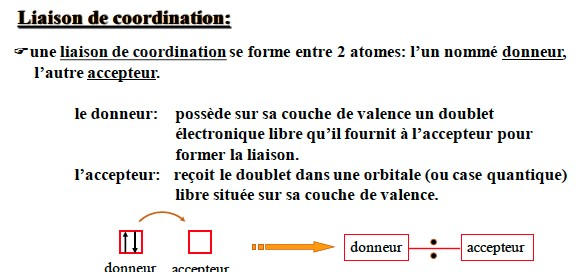 Liaison de coordination:
☞une liaison de coordination se forme entre 2 atomes: l'un nommé donneur,
l'autre accepteur.
le donneur: possède sur sa couche de valence un doublet
électronique libre qu'il fournit à l'accepteur pour
former la liaison.
l'accepteur: reçoit le doublet dans une orbitale (ou case quantique)
libre située sur sa couche de valence.
donneur accepteur
donneur accepteur